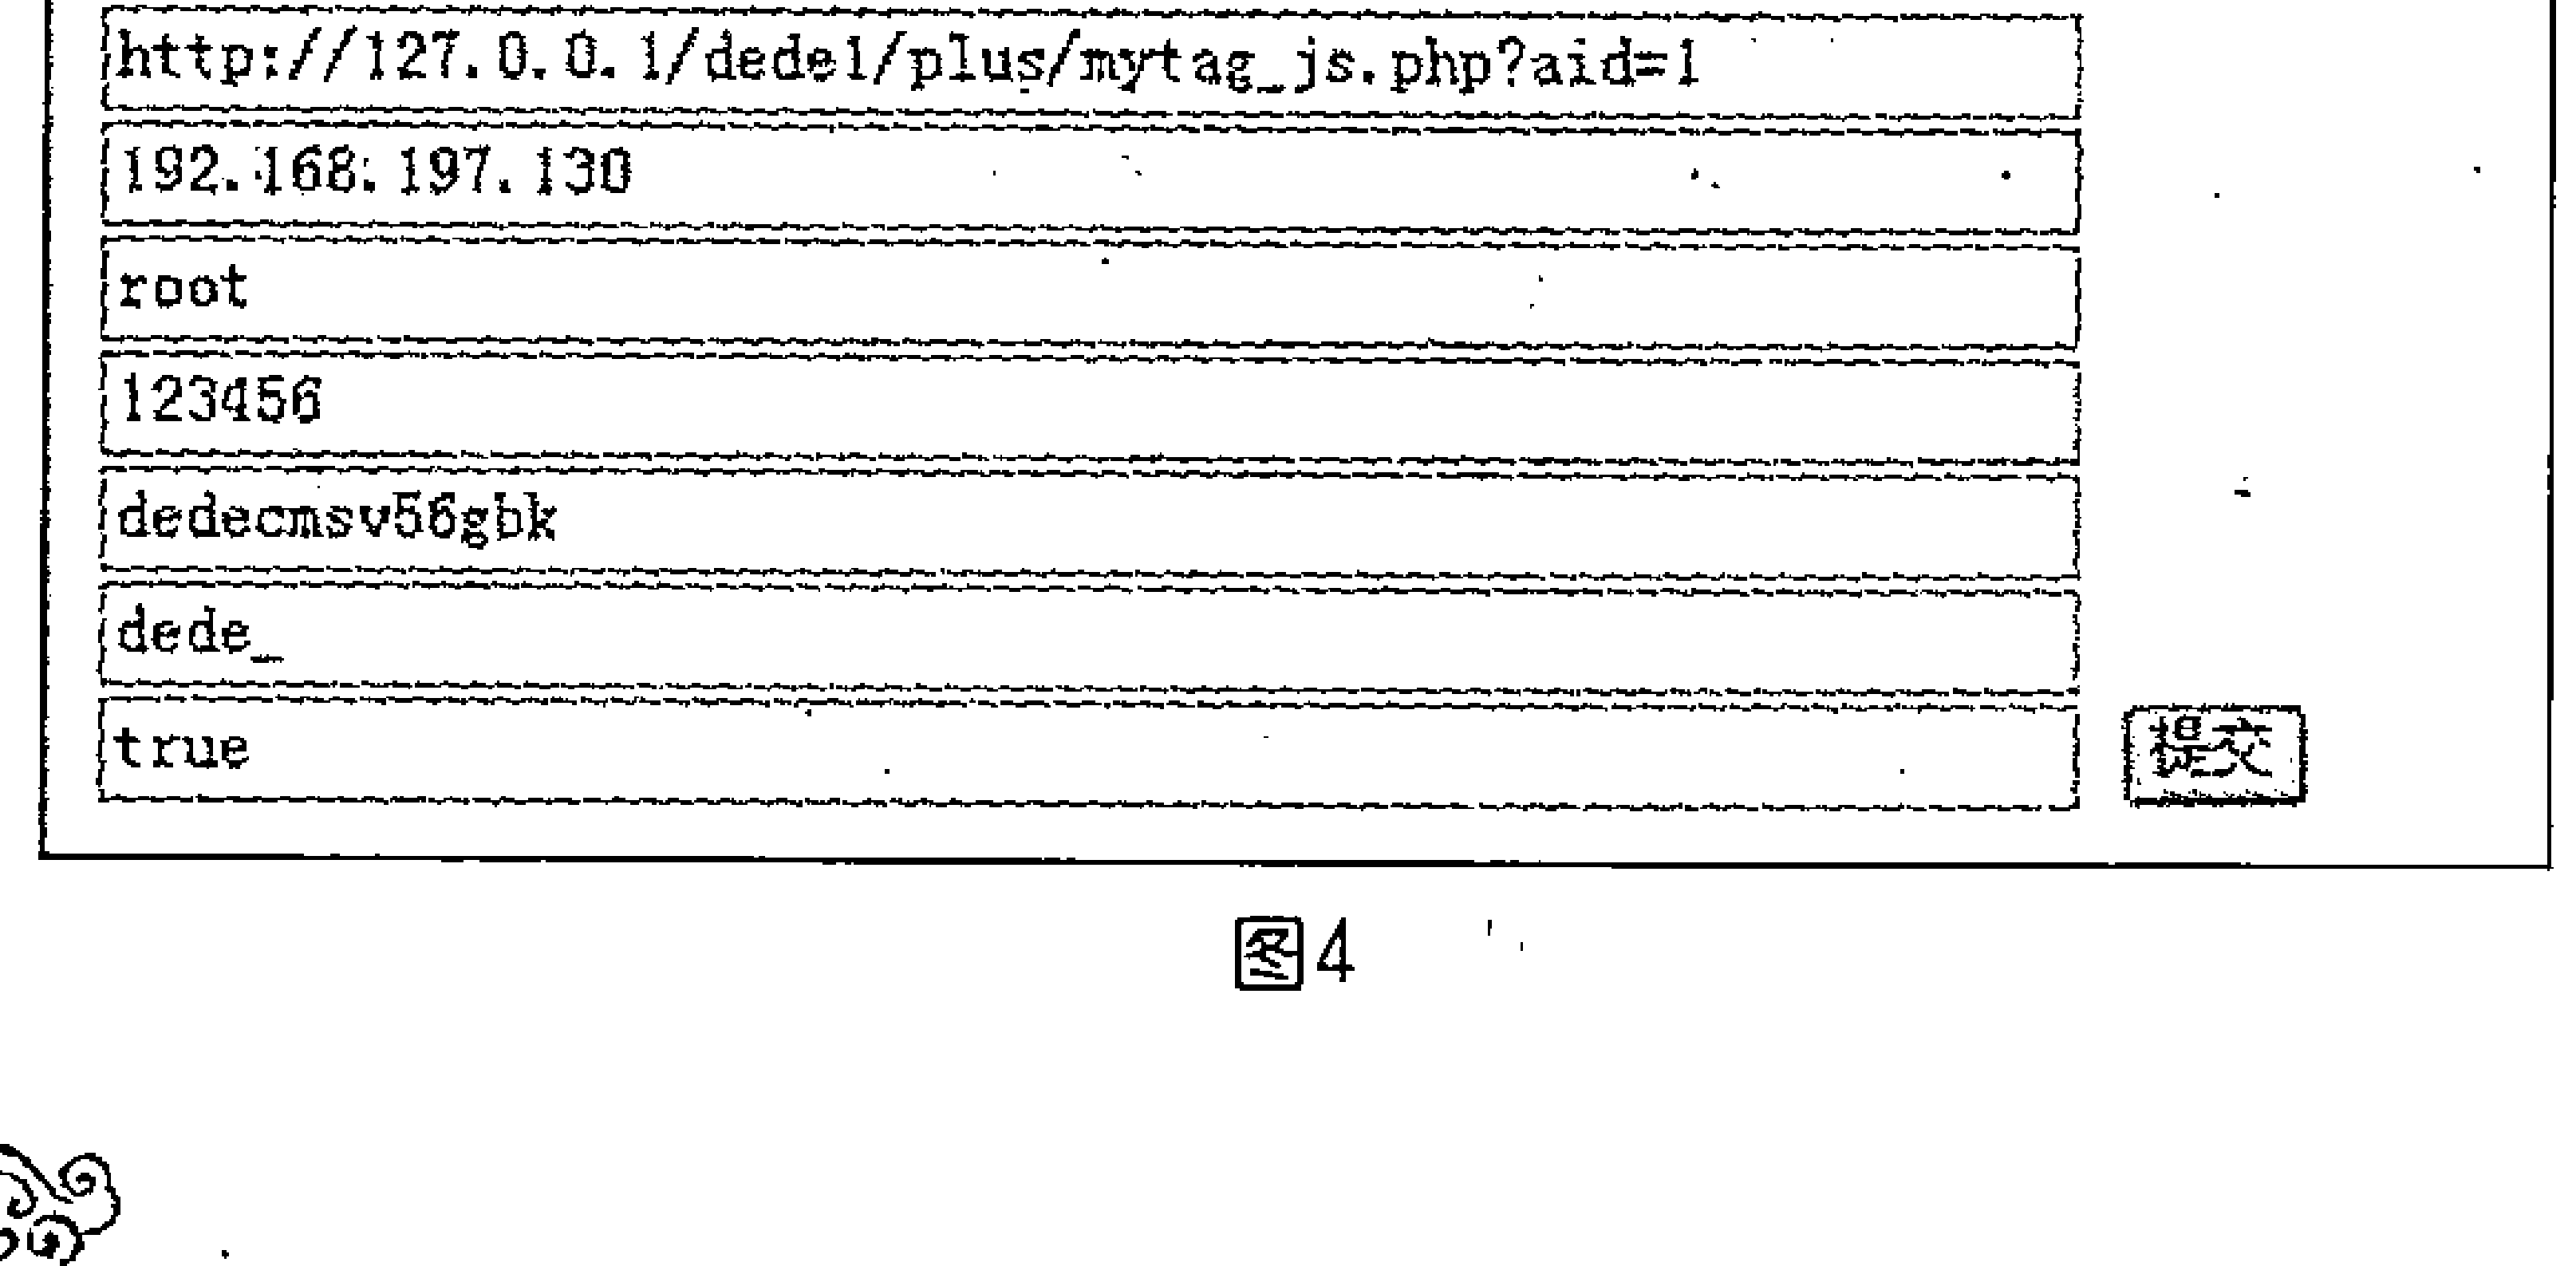 http://127.0.0.1/dede1/plus/mytag_js.php?aid=1
192.168.197.130
root
123456
dedecmsv56gbk
dede_
true
提交
图4